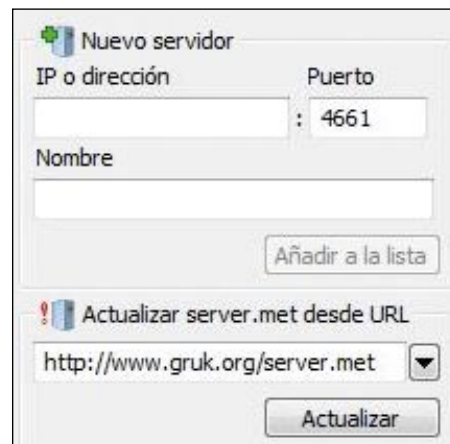 Nuevo servidor
IP o dirección Puerto
: 4661
Nombre
Añadir a la lista
Actualizar server.met desde URL
http://www.gruk.org/server.met
Actualizar